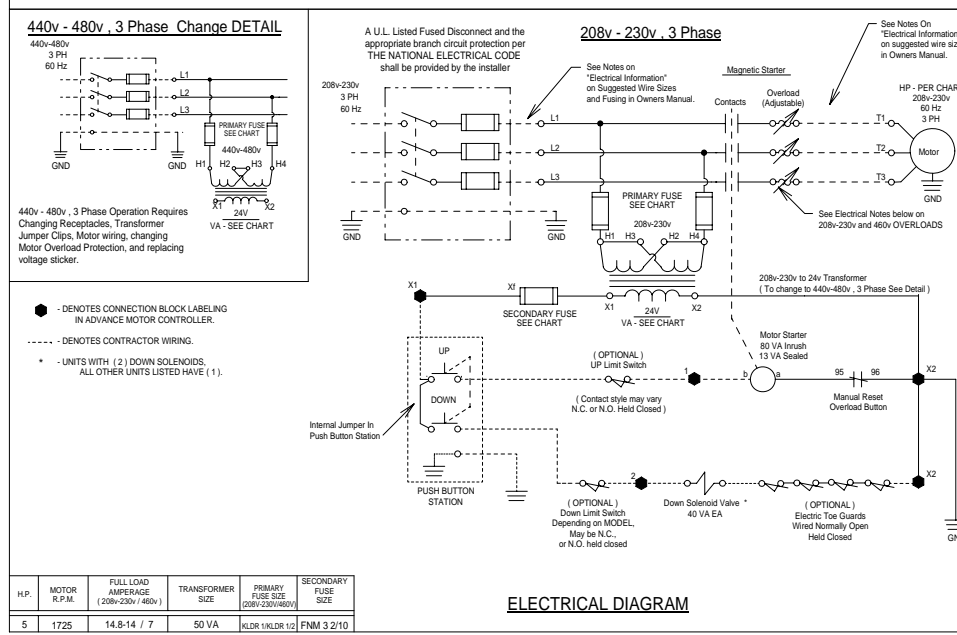 440v - 480v , 3 Phase  Change DETAIL
440v-480v
3 PH
60 Hz
L1
L2
L3
PRIMARY FUSE
SEE CHART
440v-480v
GND
GND
H1 H2 H3 H4
X1 X2
24V
VA - SEE CHART
440v - 480v , 3 Phase Operation Requires
Changing Receptacles, Transformer
Jumper Clips, Motor wiring, changing
Motor Overload Protection, and replacing
voltage sticker.
- DENOTES CONNECTION BLOCK LABELING
IN ADVANCE MOTOR CONTROLLER.
- DENOTES CONTRACTOR WIRING.
* - UNITS WITH ( 2 ) DOWN SOLENOIDS,
ALL OTHER UNITS LISTED HAVE ( 1 ).
A U.L. Listed Fused Disconnect and the
appropriate branch circuit protection per
THE NATIONAL ELECTRICAL CODE
shall be provided by the installer
208v - 230v , 3 Phase
208v-230v
3 PH
60 Hz
See Notes on
"Electrical Information"
on Suggested Wire Sizes
and Fusing in Owners Manual.
Magnetic Starter
Contacts
Overload
(Adjustable)
See Notes On
"Electrical Information
on suggested wire siz
in Owners Manual.
HP - PER CHAR
208v-230v
60 Hz
3 PH
L1
L2
L3
T1
T2
T3
Motor
GND
GND
GND
PRIMARY FUSE
SEE CHART
208v-230v
H1 H3 H2 H4
See Electrical Notes below on
208v-230v and 460v OVERLOADS
208v-230v to 24v Transformer
( To change to 440v-480v , 3 Phase See Detail )
X1
Xf
SECONDARY FUSE
SEE CHART
X1 X2
24V
VA - SEE CHART
Motor Starter
80 VA Inrush
13 VA Sealed
UP
DOWN
Internal Jumper In
Push Button Station
PUSH BUTTON
STATION
( OPTIONAL )
UP Limit Switch
( Contact style may vary
N.C. or N.O. Held Closed )
1
b a
95 96
X2
Manual Reset
Overload Button
2
X2
( OPTIONAL )
Down Limit Switch
Depending on MODEL,
May be N.C.,
or N.O. held closed
Down Solenoid Valve *
40 VA EA
( OPTIONAL )
Electric Toe Guards
Wired Normally Open
Held Closed
H.P. MOTOR R.P.M. FULL LOAD AMPERAGE ( 208v-230v / 460v ) TRANSFORMER SIZE PRIMARY FUSE SIZE (208V-230V/460V) SECONDARY FUSE SIZE
5 1725 14.8-14 / 7 50 VA KLDR 1/KLDR 1/2 FNM 3 2/10
ELECTRICAL DIAGRAM